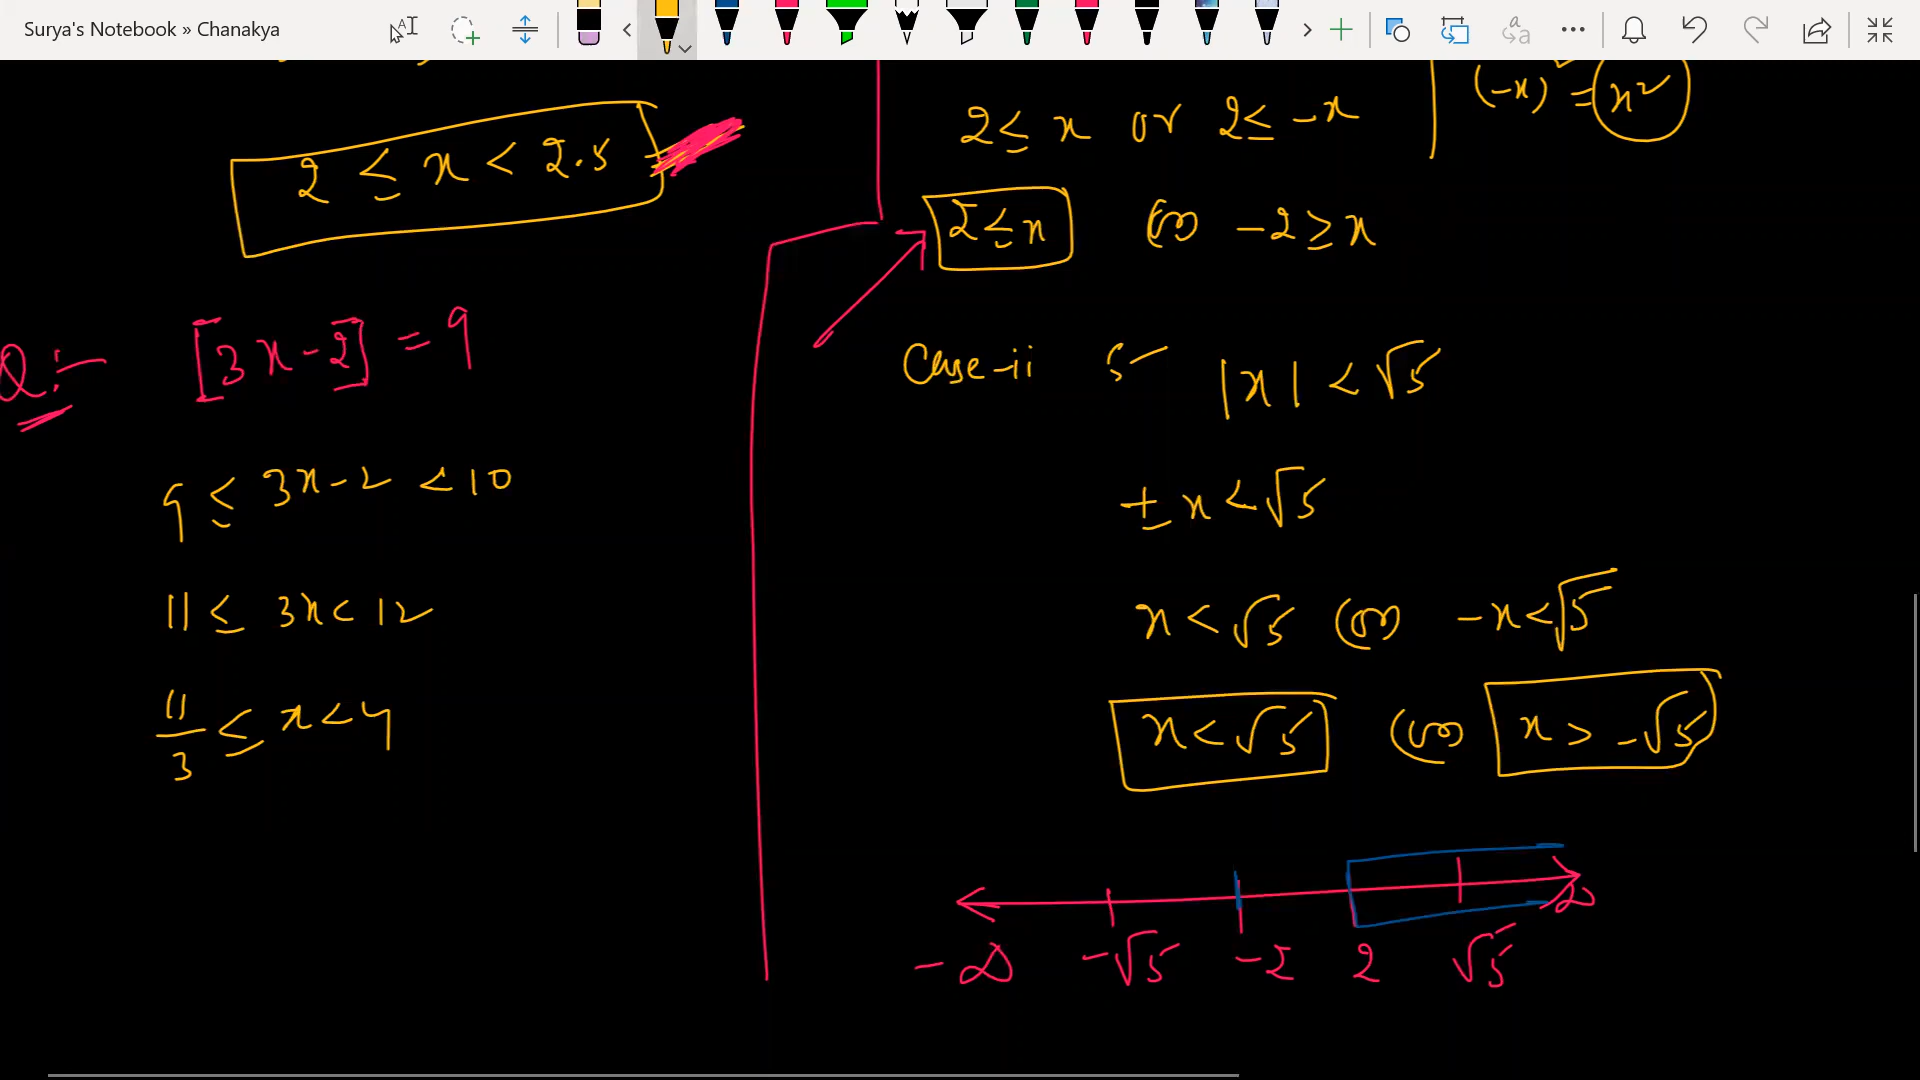 Surya's Notebook » Chanakya
2 ≤ x < 2.5
Q:- [3x-2] = 9
9 ≤ 3x-2 < 10
11 ≤ 3x < 12
11/3 ≤ x < 4
(-x) = x²
2 ≤ x or 2 ≤ -x
2 ≤ x (or) -2 ≥ x
Case-ii :- |x| < √5
± x < √5
x < √5 (or) -x < √5
x < √5 (or) x > -√5
-∞ -√5 -2 2 √5 ∞